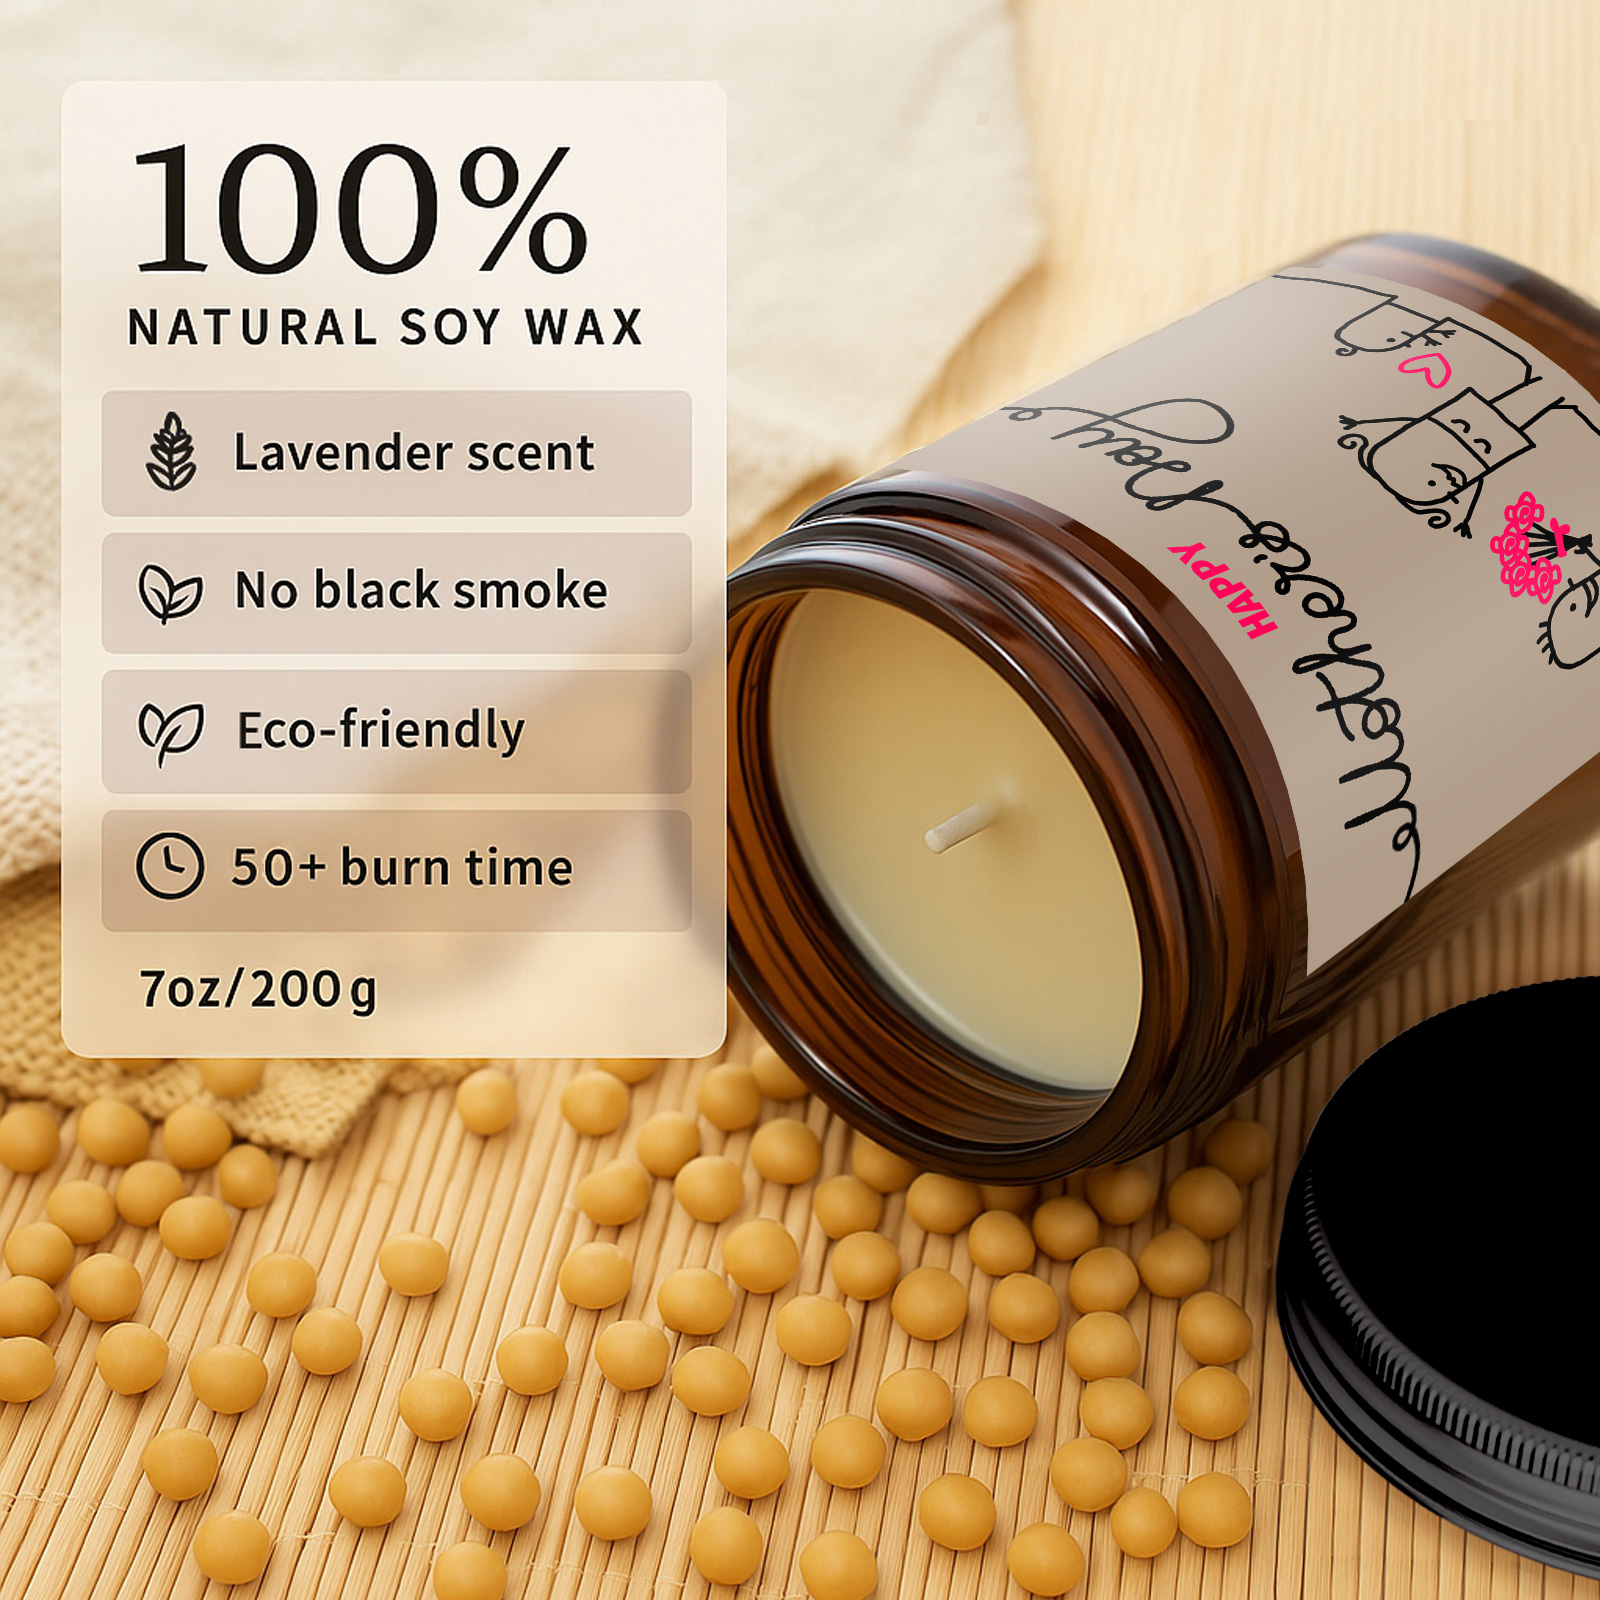 100%
NATURAL SOY WAX
Lavender scent
No black smoke
Eco-friendly
50+ burn time
7oz/200g
HAPPY
Mother's Day